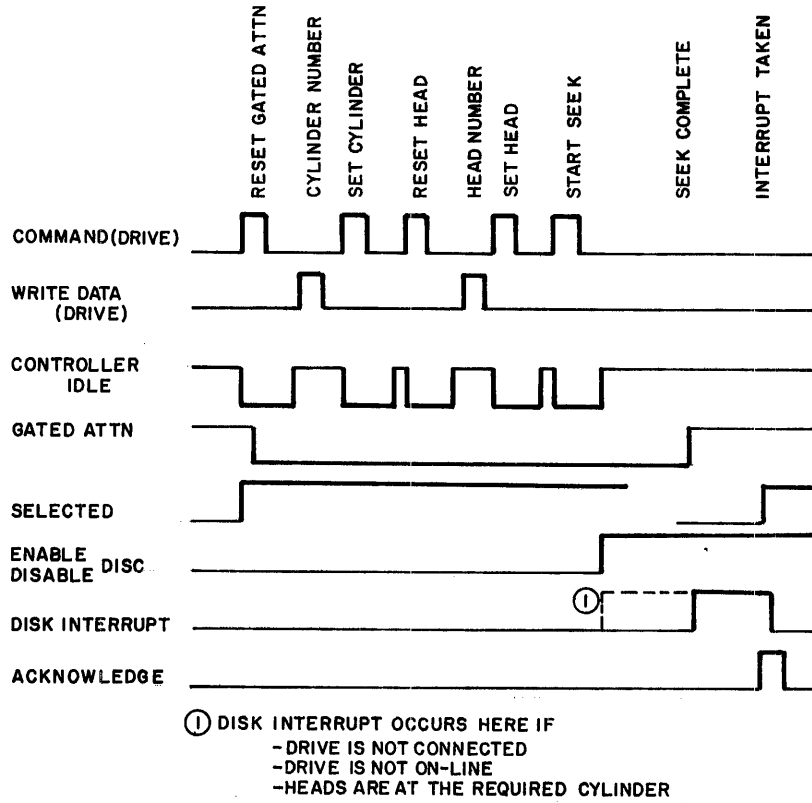 RESET GATED ATTN
CYLINDER NUMBER
SET CYLINDER
RESET HEAD
HEAD NUMBER
SET HEAD
START SEEK
SEEK COMPLETE
INTERRUPT TAKEN
COMMAND(DRIVE)
WRITE DATA
(DRIVE)
CONTROLLER
IDLE
GATED ATTN
SELECTED
ENABLE
DISABLE DISC
1
DISK INTERRUPT
ACKNOWLEDGE
1 DISK INTERRUPT OCCURS HERE IF
-DRIVE IS NOT CONNECTED
-DRIVE IS NOT ON-LINE
-HEADS ARE AT THE REQUIRED CYLINDER